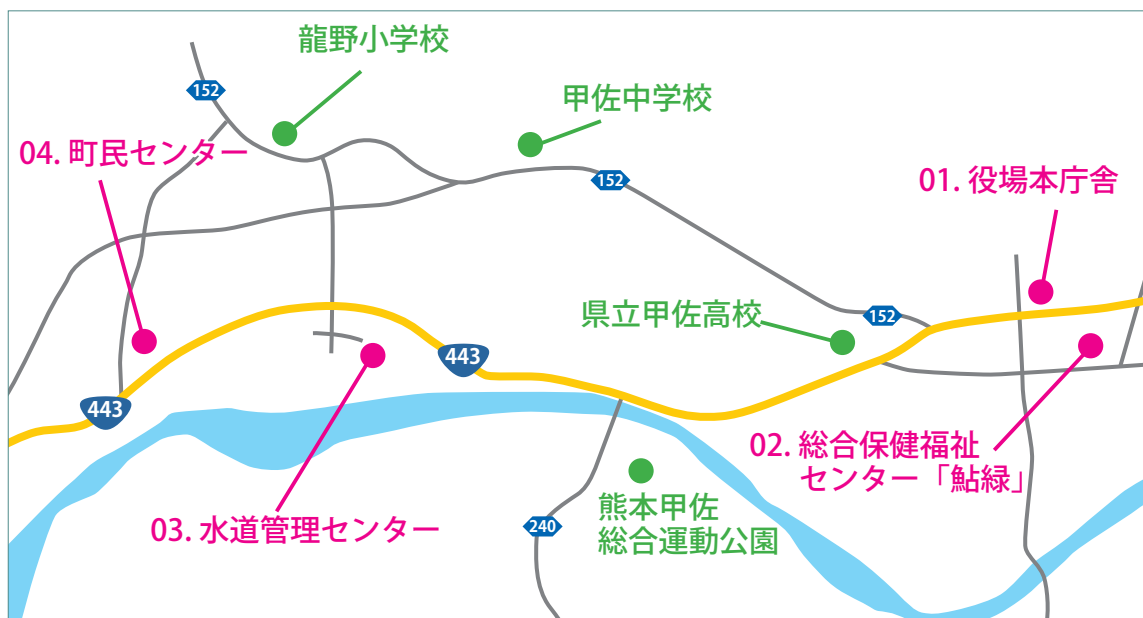 龍野小学校
152
甲佐中学校
04. 町民センター
152
01. 役場本庁舎
県立甲佐高校
152
443
443
02. 総合保健福祉
センター「鮎緑」
03. 水道管理センター
240
熊本甲佐
総合運動公園